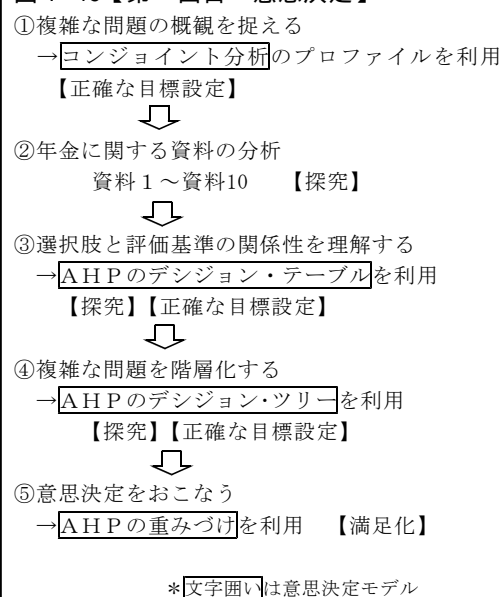 ①複雑な問題の概観を捉える
→コンジョイント分析のプロファイルを利用
【正確な目標設定】
②年金に関する資料の分析
資料１～資料10　【探究】
③選択肢と評価基準の関係性を理解する
→ＡＨＰのデシジョン・テーブルを利用
【探究】【正確な目標設定】
④複雑な問題を階層化する
→ＡＨＰのデシジョン･ツリーを利用
【探究】【正確な目標設定】
⑤意思決定をおこなう
→ＡＨＰの重みづけを利用　【満足化】
*文字囲いは意思決定モデル